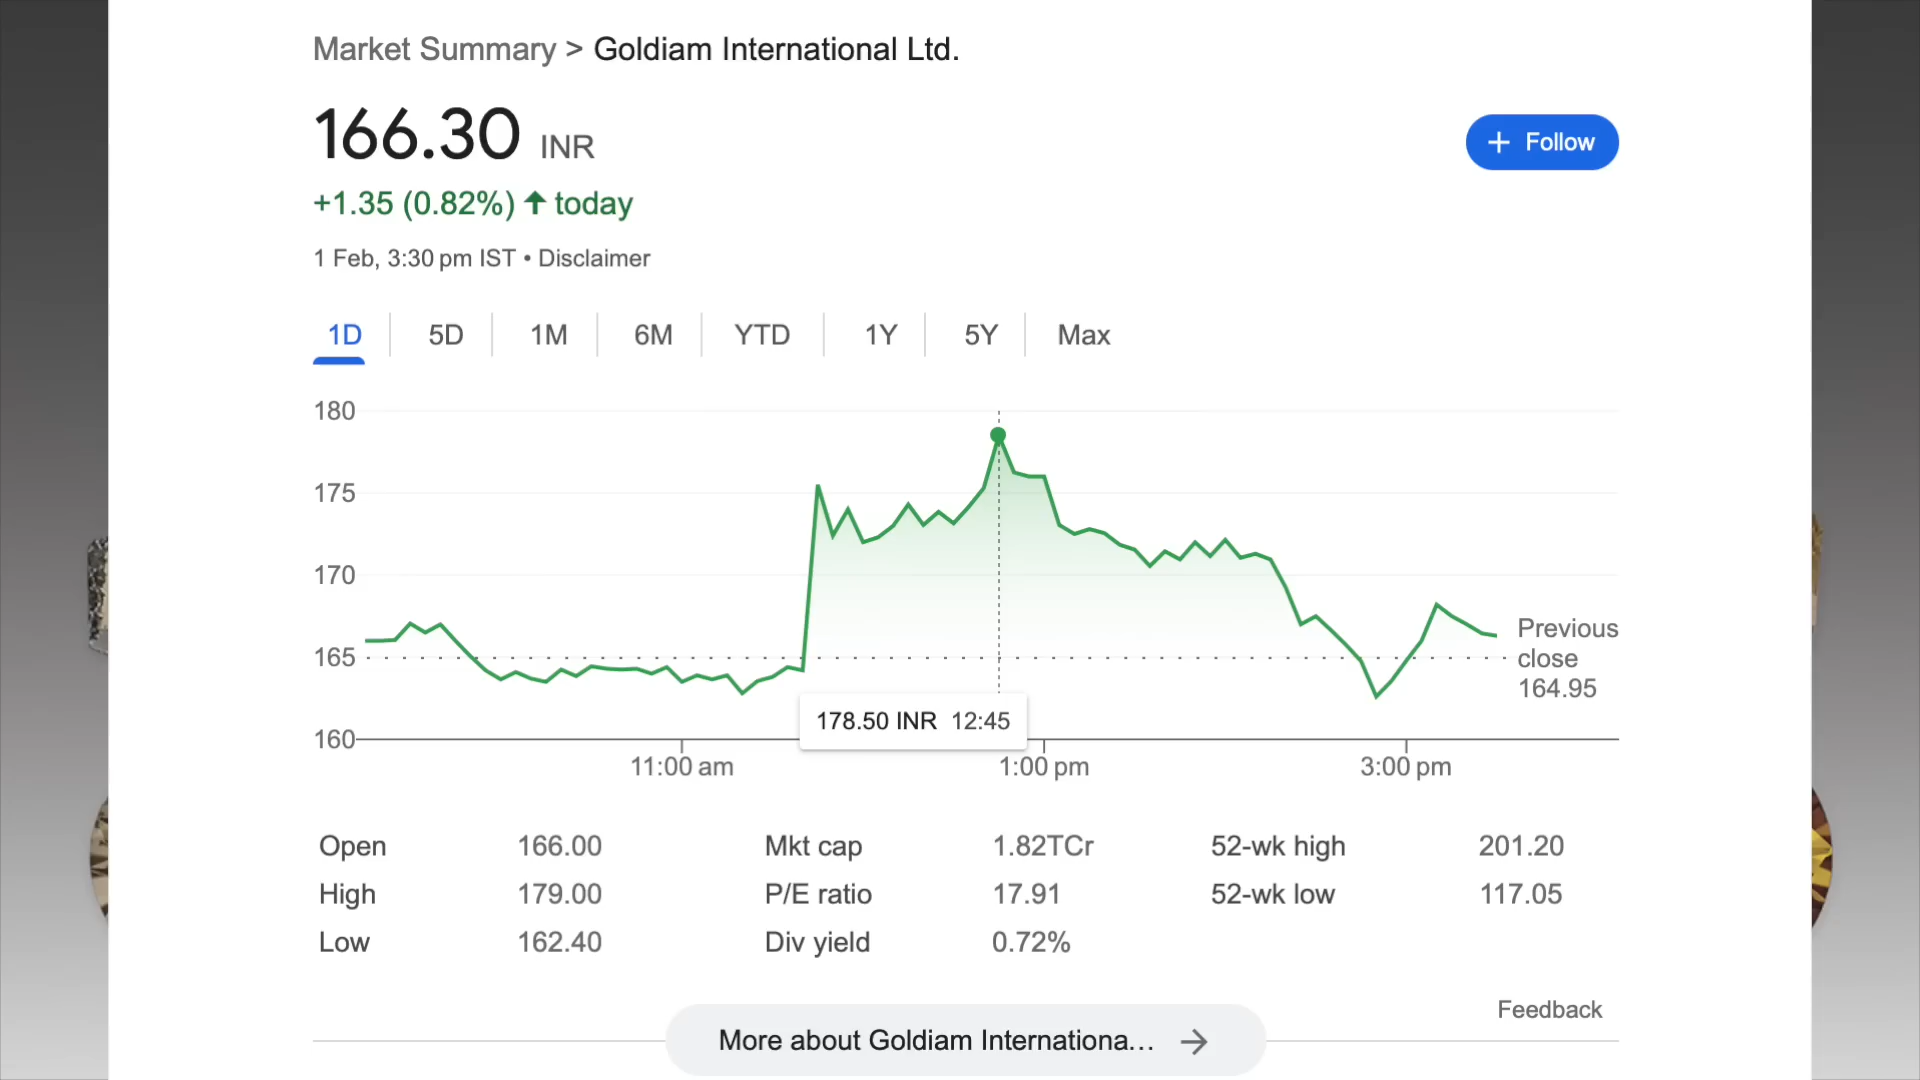 Market Summary > Goldiam International Ltd.
166.30 INR
+ Follow
+1.35 (0.82%) ↑ today
1 Feb, 3:30 pm IST • Disclaimer
1D 5D 1M 6M YTD 1Y 5Y Max
180
175
170
165
160
Previous
close
164.95
178.50 INR 12:45
11:00 am 1:00 pm 3:00 pm
Open 166.00 Mkt cap 1.82TCr 52-wk high 201.20
High 179.00 P/E ratio 17.91 52-wk low 117.05
Low 162.40 Div yield 0.72%
Feedback
More about Goldiam Internationa… →